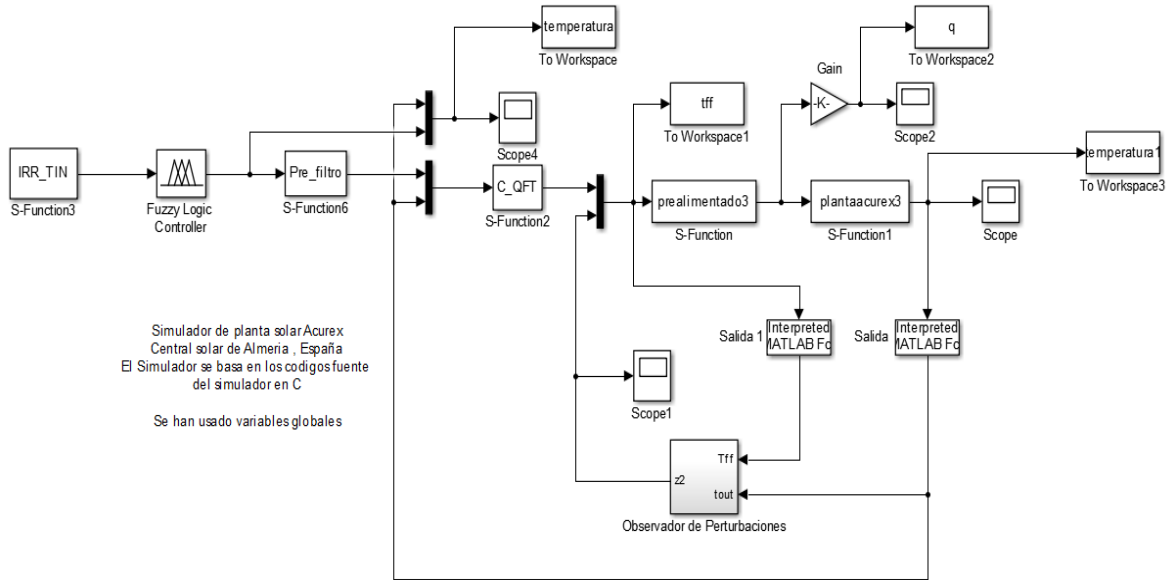 temperatura
To Workspace
q
To Workspace2
Gain
-K-
Scope2
tff
To Workspace1
Scope4
temperatura1
To Workspace3
IRR_TIN
S-Function3
Fuzzy Logic
Controller
Pre_filtro
S-Function6
C_QFT
S-Function2
prealimentado3
S-Function
plantaacurex3
S-Function1
Scope
Simulador de planta solar Acurex
Central solar de Almeria , España
El Simulador se basa en los codigos fuente
del simulador en C
Se han usado variables globales
Salida 1
Interpreted
MATLAB Fc
Salida
Interpreted
MATLAB Fc
Scope1
Tff
z2
tout
Observador de Perturbaciones